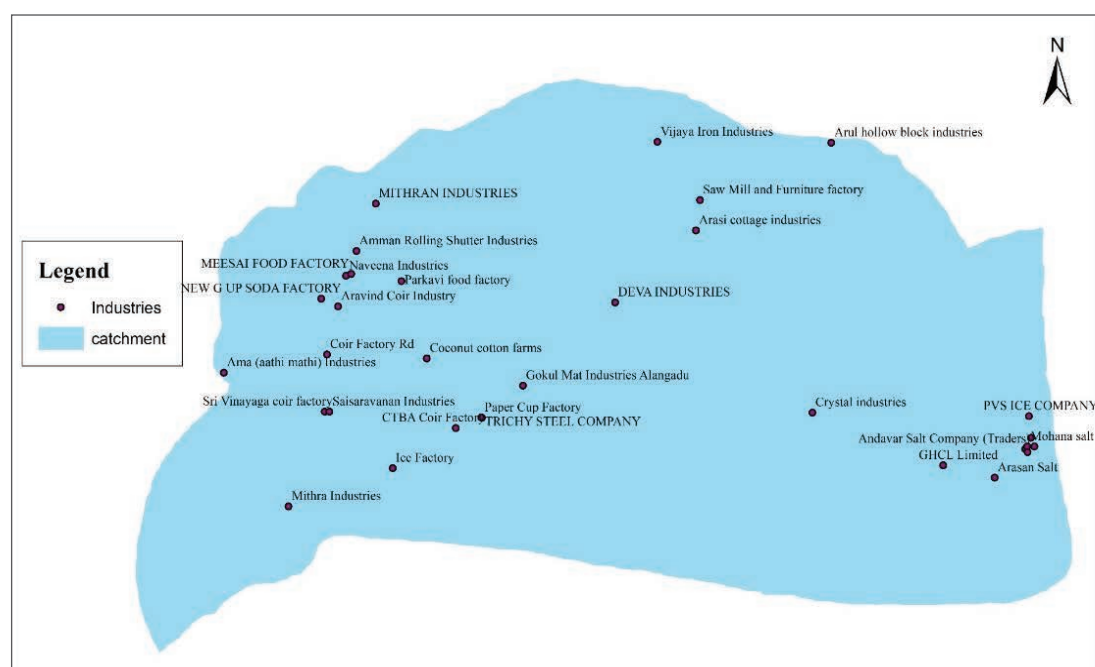 N
Vijaya Iron Industries
Arul hollow block industries
MITHRAN INDUSTRIES
Saw Mill and Furniture factory
Arasi cottage industries
Amman Rolling Shutter Industries
MEESAI FOOD FACTORY
Naveena Industries
Parkavi food factory
NEW G UP SODA FACTORY
Aravind Coir Industry
DEVA INDUSTRIES
Legend
Industries
catchment
Coir Factory Rd
Coconut cotton farms
Ama (aathi mathi) Industries
Gokul Mat Industries Alangadu
Sri Vinayaga coir factory
Saisaravanan Industries
Paper Cup Factory
CTBA Coir Factory
TRICHY STEEL COMPANY
Crystal industries
PVS ICE COMPANY
Andavar Salt Company (Traders
Mohana salt
GHCL Limited
Arasan Salt
Ice Factory
Mithra Industries